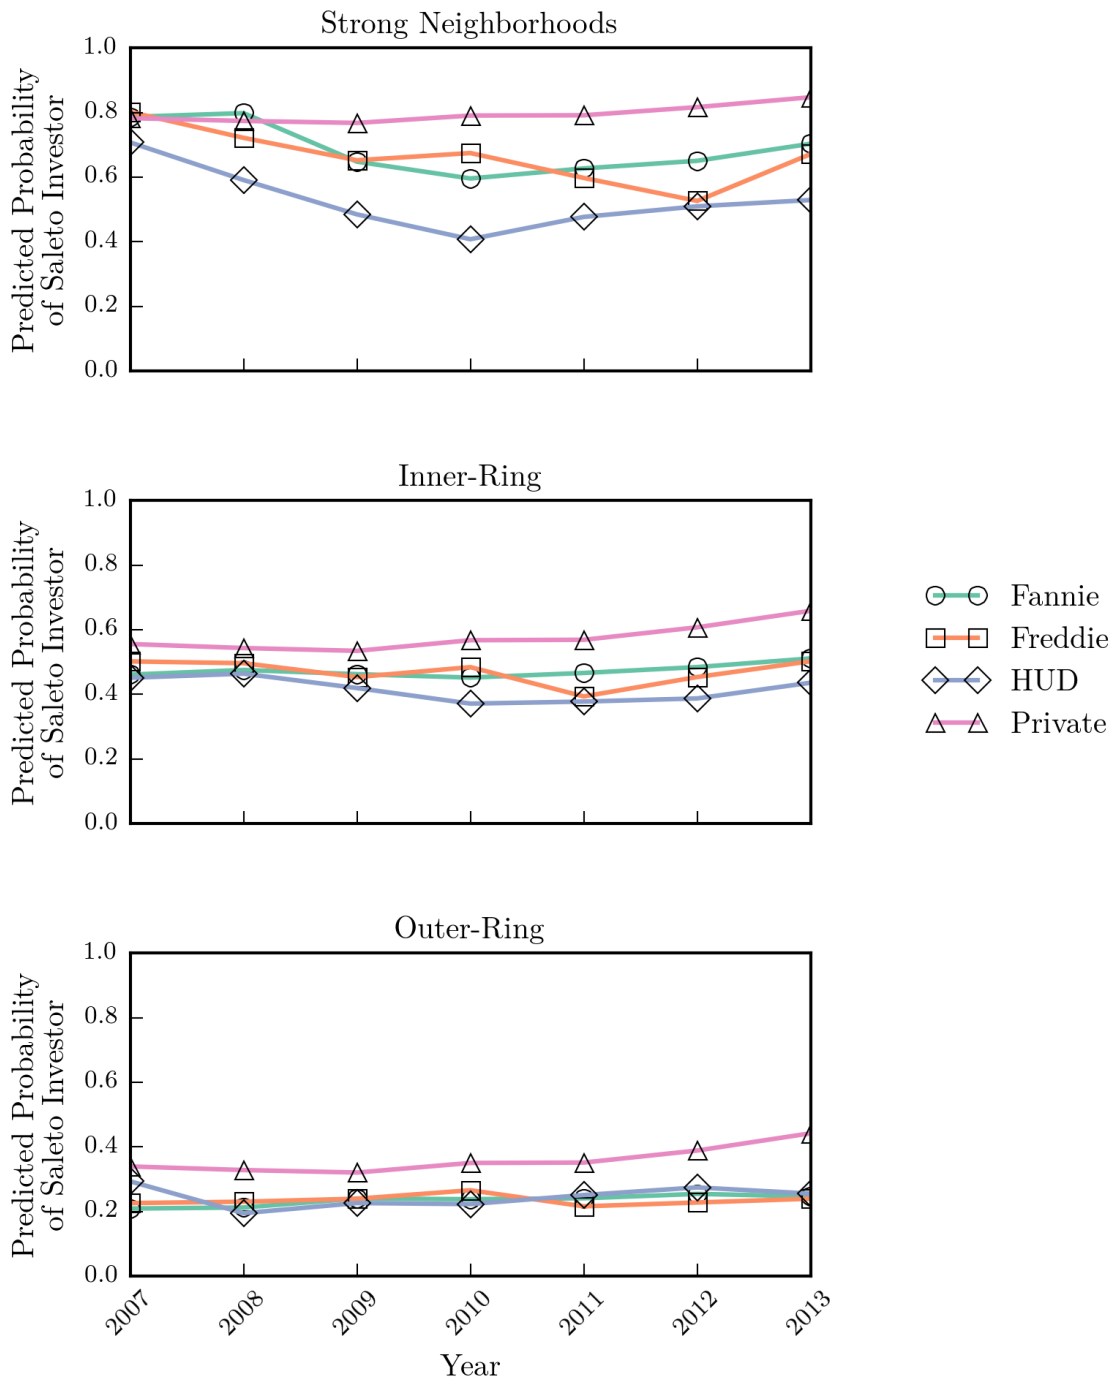 Strong Neighborhoods
Predicted Probability
of Saleto Investor
1.0
0.8
0.6
0.4
0.2
0.0
Inner-Ring
Predicted Probability
of Saleto Investor
1.0
0.8
0.6
0.4
0.2
0.0
Fannie
Freddie
HUD
Private
Outer-Ring
Predicted Probability
of Saleto Investor
1.0
0.8
0.6
0.4
0.2
0.0
2007 2008 2009 2010 2011 2012 2013
Year